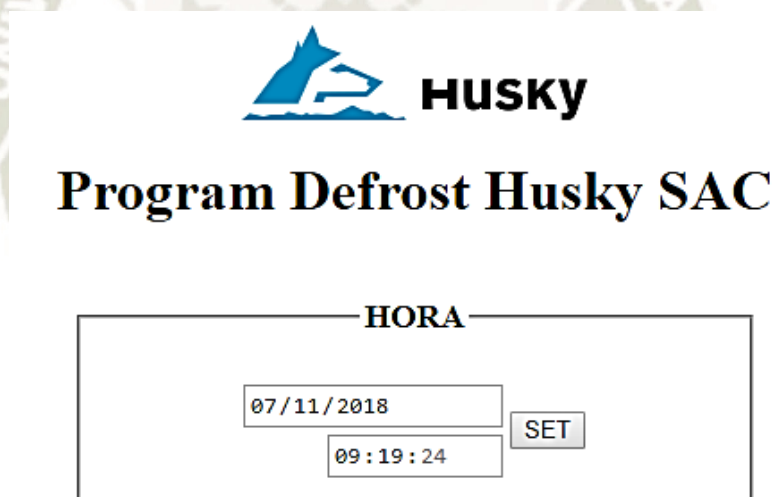 Husky
Program Defrost Husky SAC
HORA
07/11/2018
SET
09:19:24